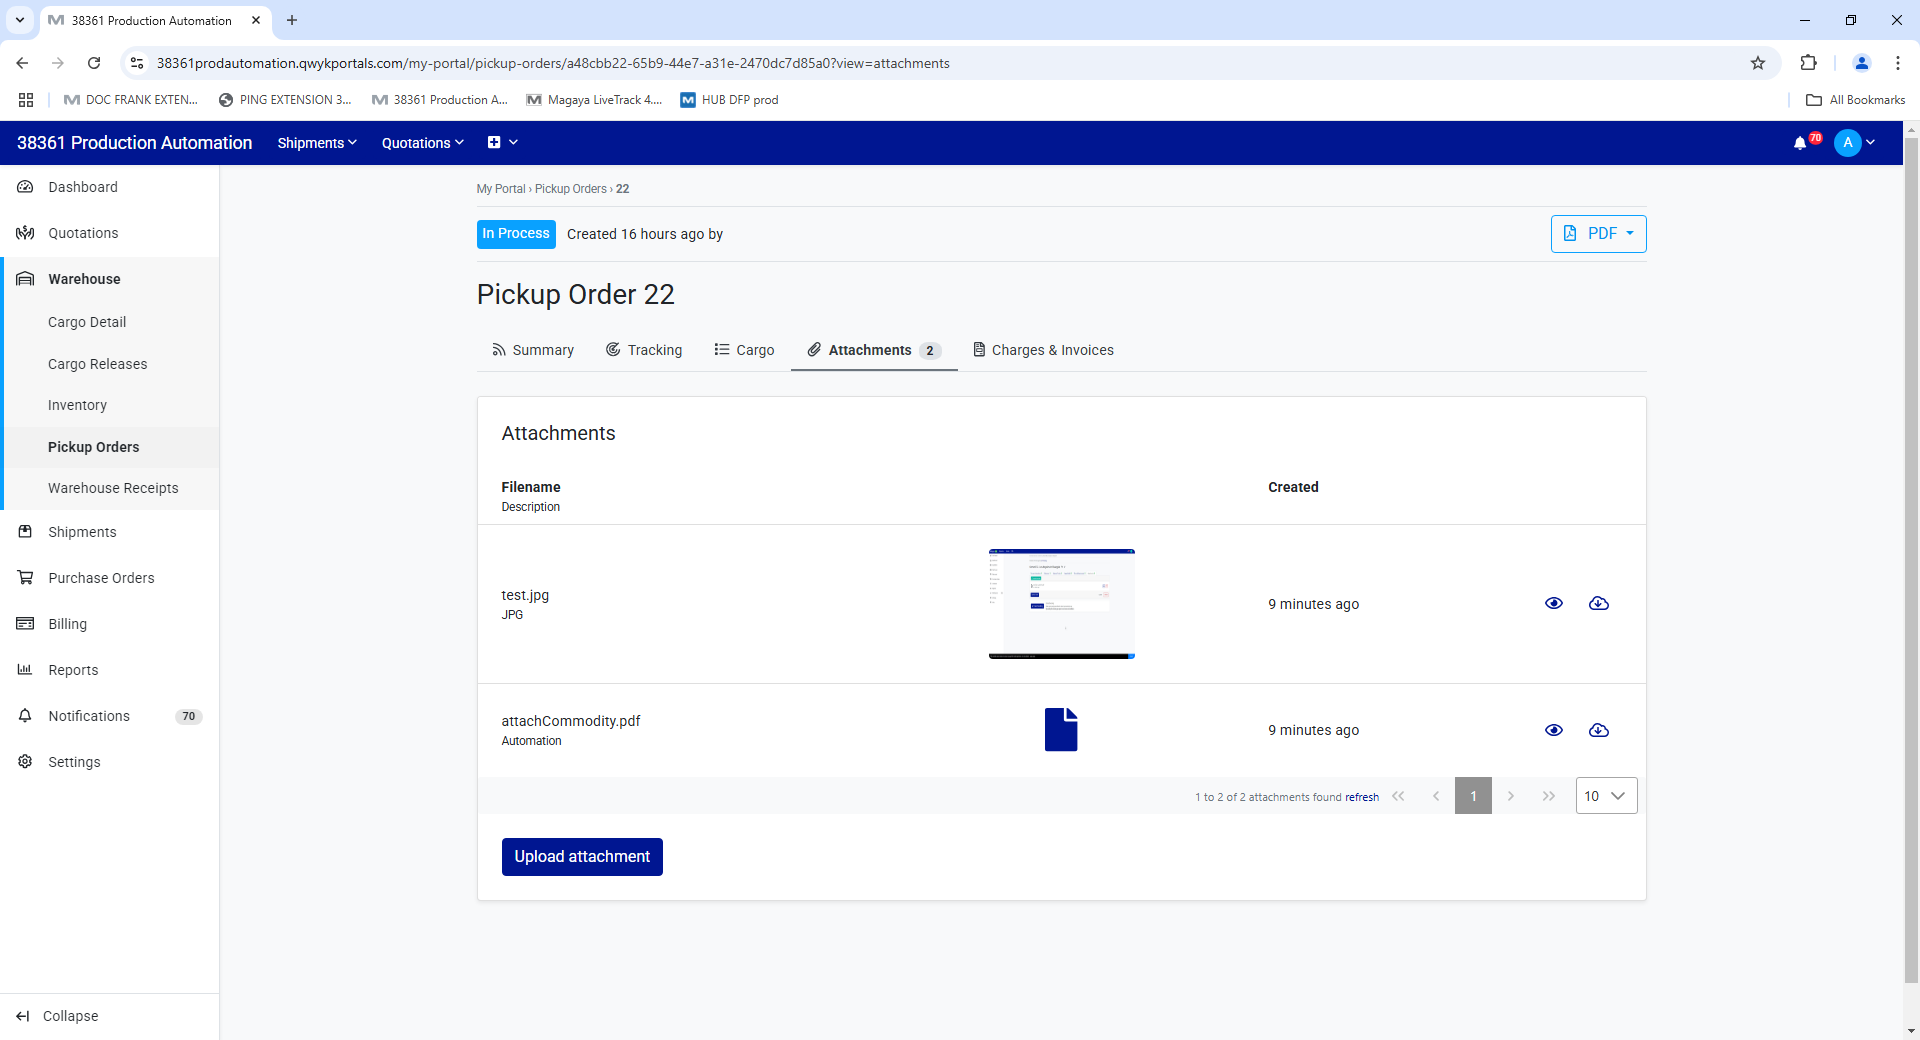 38361 Production Automation
38361prodautomation.qwykportals.com/my-portal/pickup-orders/a48cbb22-65b9-44e7-a31e-2470dc7d85a0?view=attachments
DOC FRANK EXTEN...
PING EXTENSION 3...
38361 Production A...
Magaya LiveTrack 4....
HUB DFP prod
All Bookmarks
38361 Production Automation
Shipments
Quotations
70
A
Dashboard
Quotations
Warehouse
Cargo Detail
Cargo Releases
Inventory
Pickup Orders
Warehouse Receipts
Shipments
Purchase Orders
Billing
Reports
Notifications 70
Settings
Collapse
My Portal › Pickup Orders › 22
In Process Created 16 hours ago by
PDF
Pickup Order 22
Summary
Tracking
Cargo
Attachments 2
Charges & Invoices
Attachments
Filename
Description
Created
test.jpg
JPG
9 minutes ago
attachCommodity.pdf
Automation
9 minutes ago
1 to 2 of 2 attachments found refresh
1
10
Upload attachment